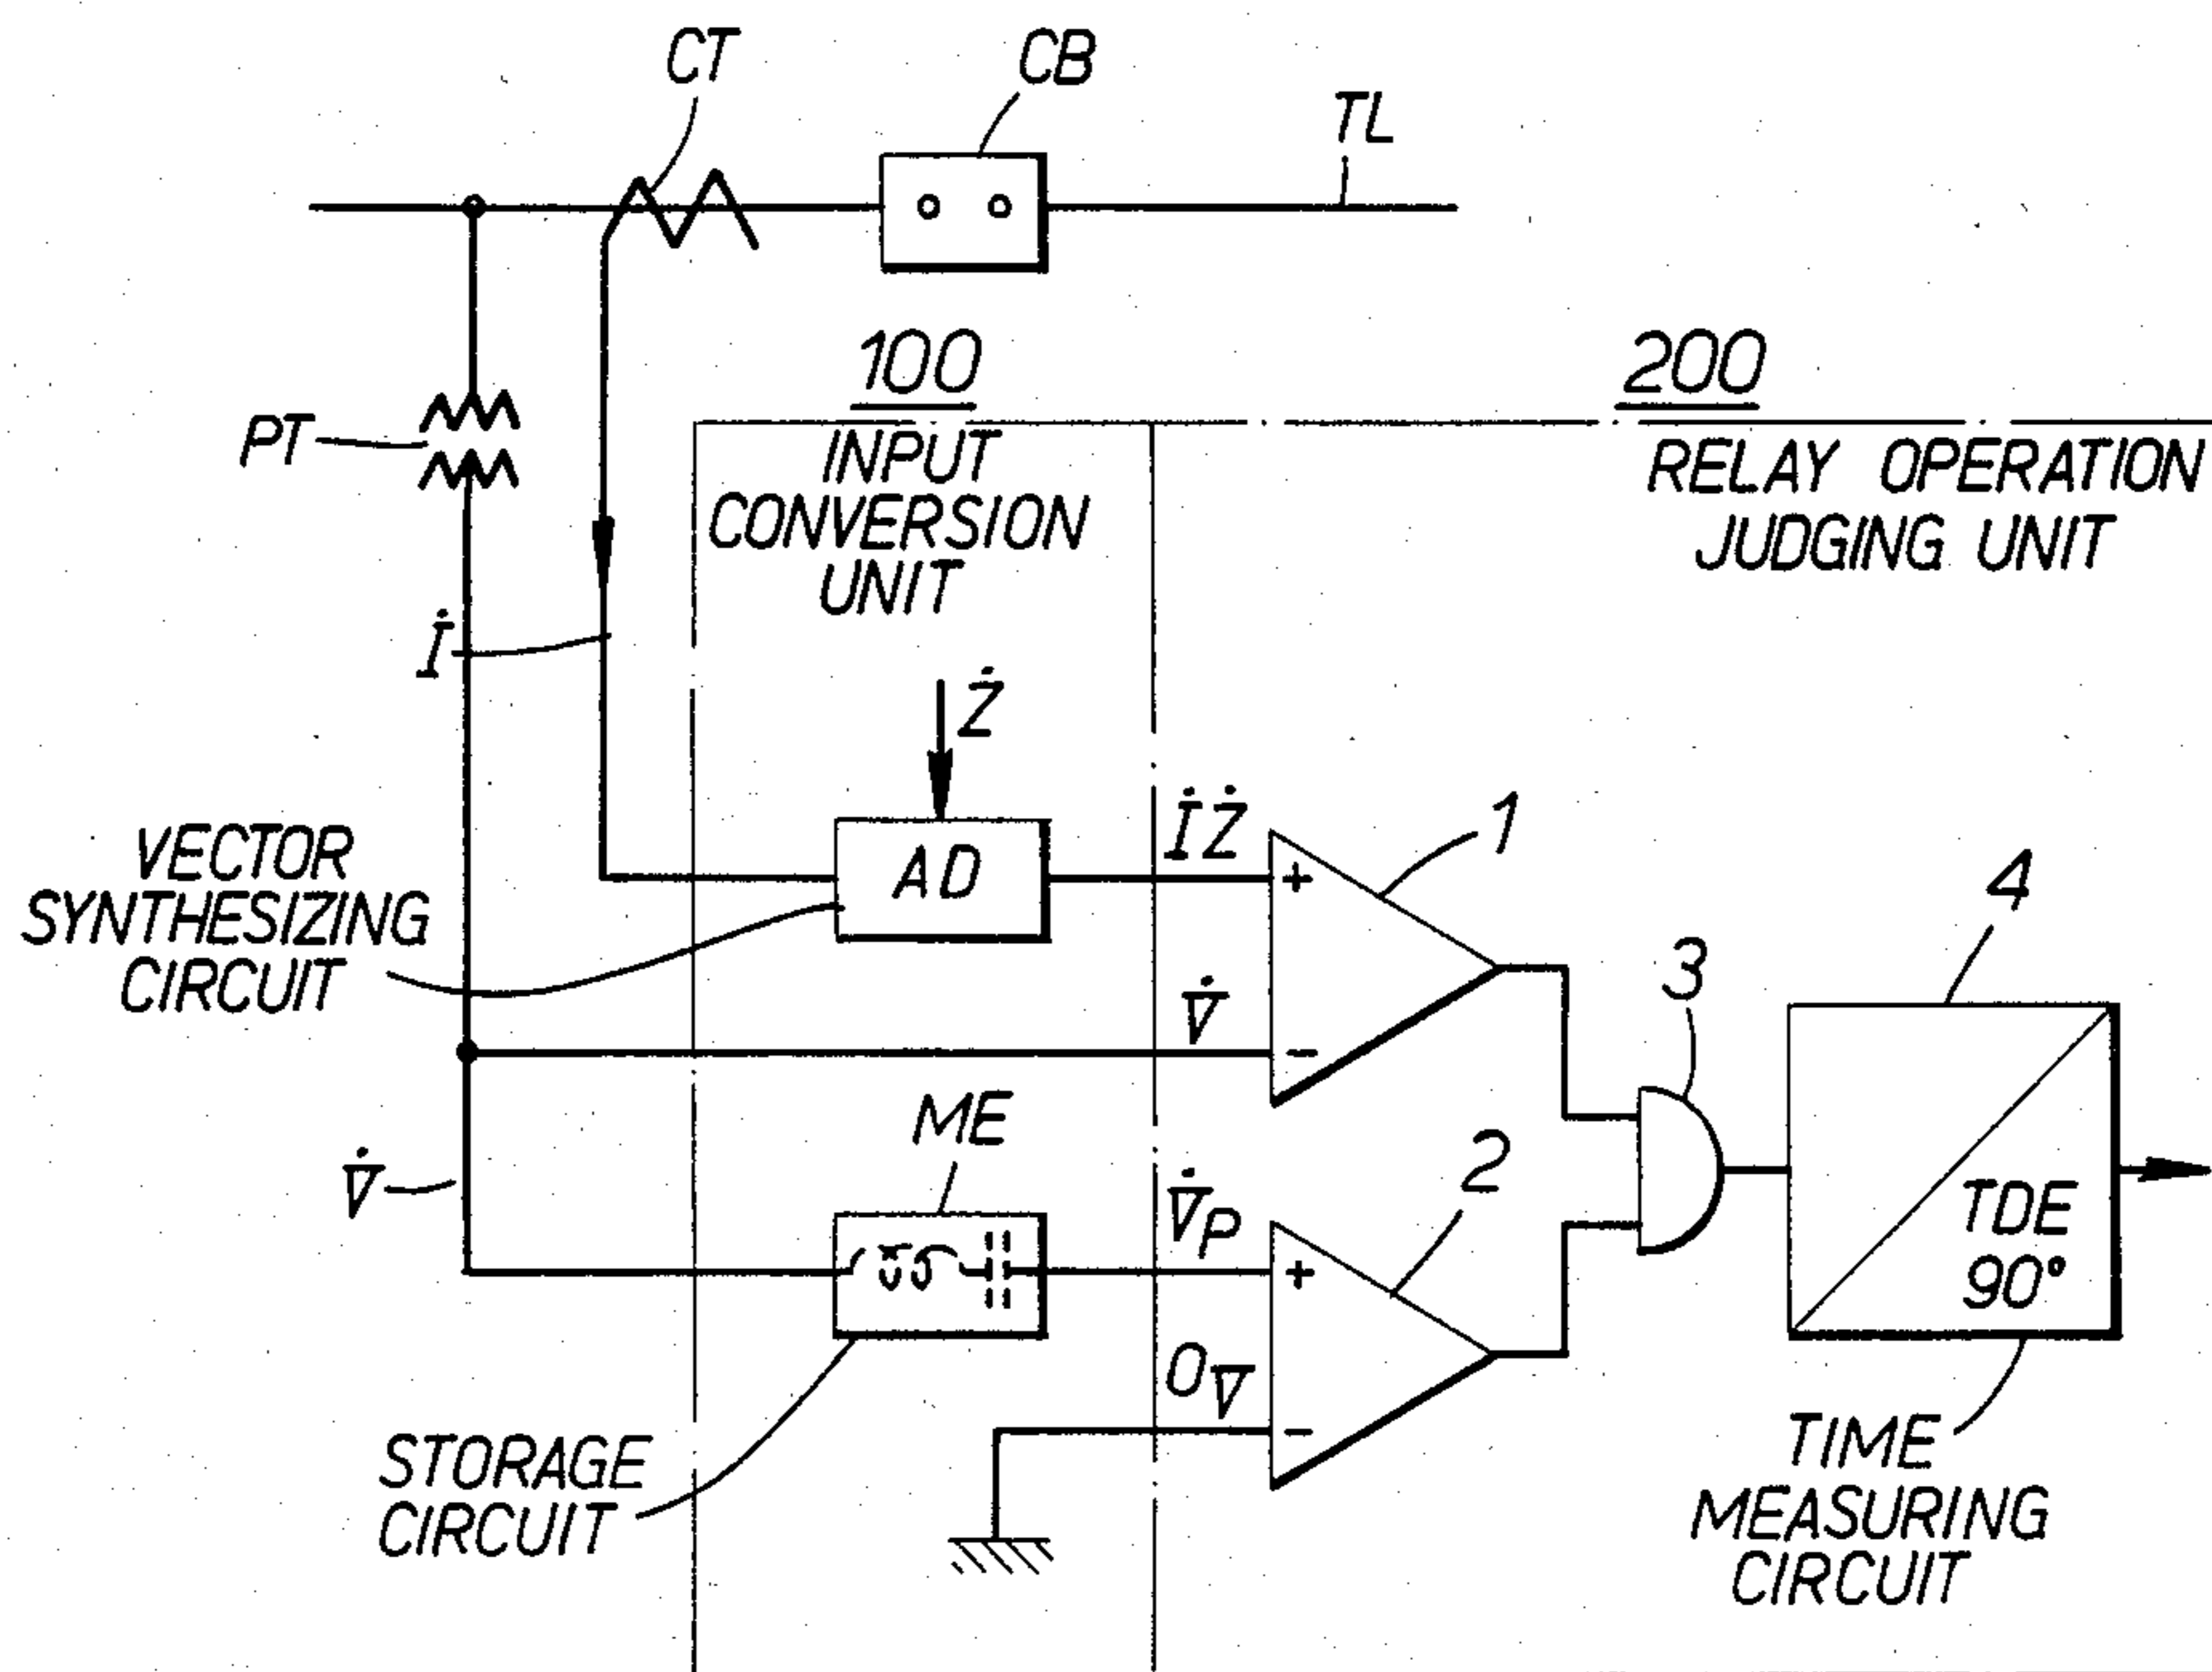 CT
CB
TL
100
200
PT
INPUT
CONVERSION
UNIT
RELAY OPERATION
JUDGING UNIT
İ
Ż
VECTOR
SYNTHESIZING
CIRCUIT
AD
İŻ
1
V̇
4
3
ME
V̇
V̇P
2
TDE
90°
0V
STORAGE
CIRCUIT
TIME
MEASURING
CIRCUIT
+
-
+
-